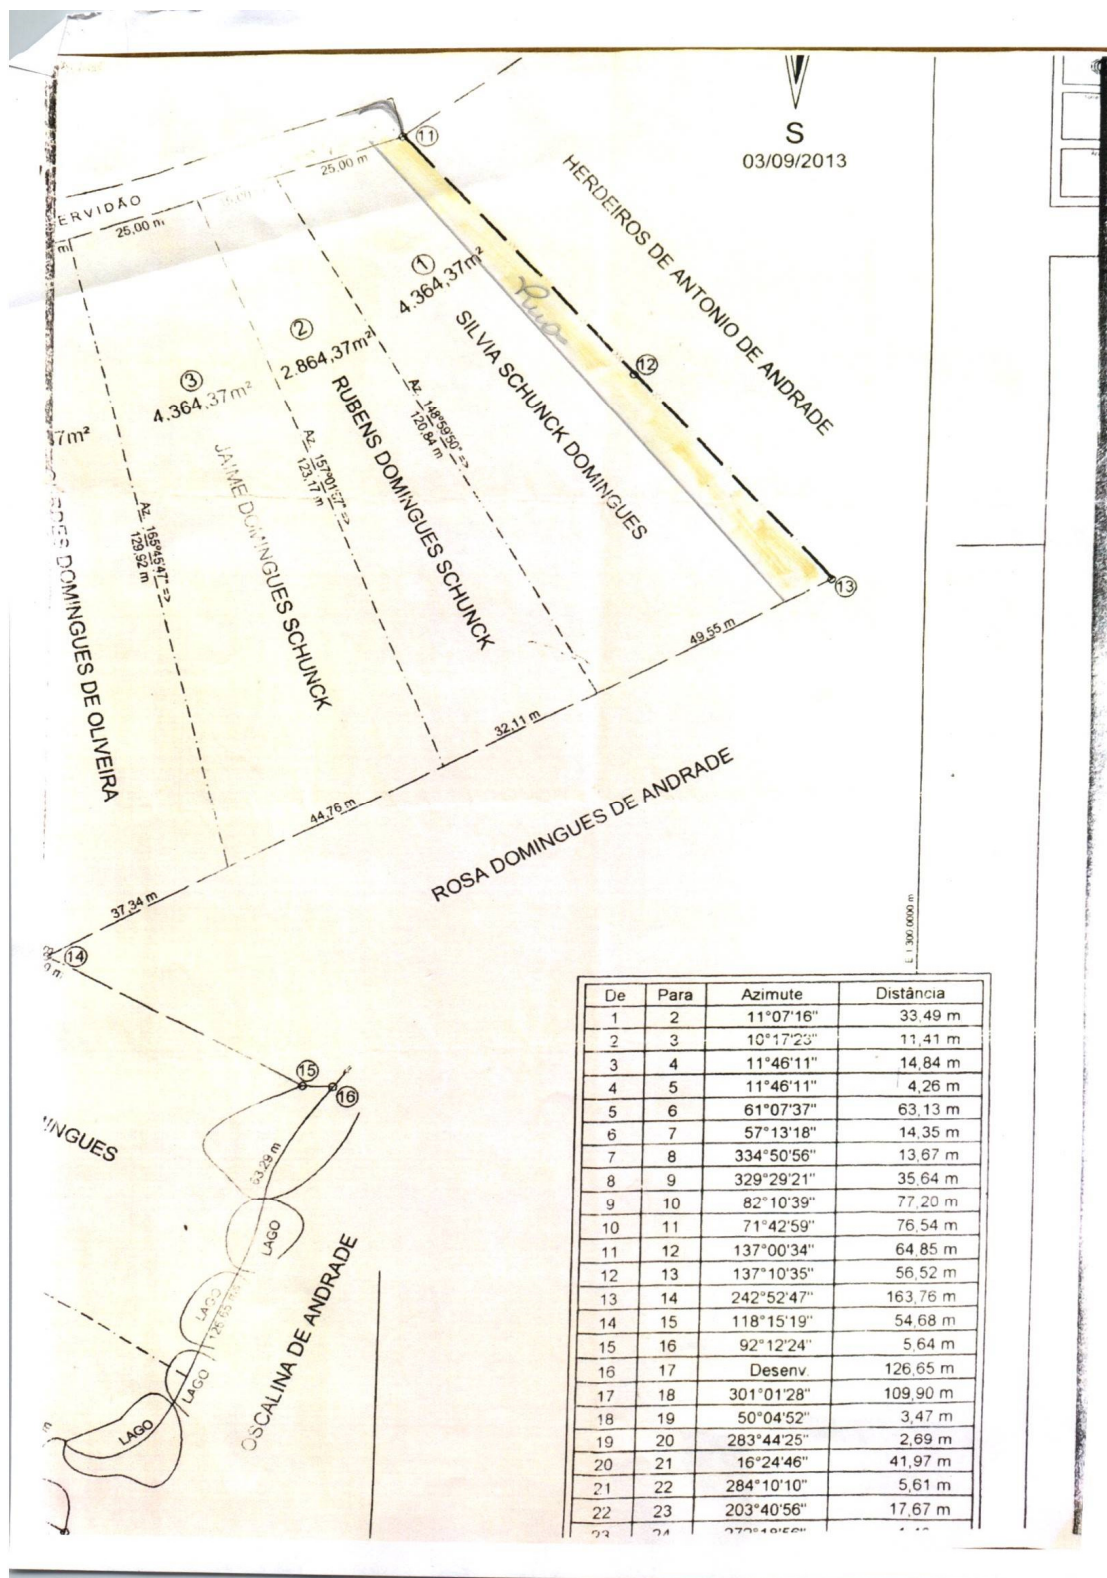 S
03/09/2013
11
25,00 m
ERVIDÃO
25,00 m
m
HERDEIROS DE ANTONIO DE ANDRADE
1
4.364,37m²
SILVIA SCHUNCK DOMINGUES
Rua
12
2
2.864,37m²
RUBENS DOMINGUES SCHUNCK
Az. 148°59'50" =>
120,84 m
3
4.364,37m²
JAIME DOMINGUES SCHUNCK
Az. 157°01'57" =>
123,17 m
7m²
DOMINGUES DE OLIVEIRA
Az. 165°45'47" =>
129,92 m
13
49,55 m
32,11 m
44,76 m
37,34 m
ROSA DOMINGUES DE ANDRADE
14
E 1.300,0000 m
15
16
INGUES
63,29 m
LAGO
LAGO
126,65 m
LAGO
LAGO
OSCALINA DE ANDRADE
De Para Azimute Distância
1 2 11°07'16" 33,49 m
2 3 10°17'23" 11,41 m
3 4 11°46'11" 14,84 m
4 5 11°46'11" 4,26 m
5 6 61°07'37" 63,13 m
6 7 57°13'18" 14,35 m
7 8 334°50'56" 13,67 m
8 9 329°29'21" 35,64 m
9 10 82°10'39" 77,20 m
10 11 71°42'59" 76,54 m
11 12 137°00'34" 64,85 m
12 13 137°10'35" 56,52 m
13 14 242°52'47" 163,76 m
14 15 118°15'19" 54,68 m
15 16 92°12'24" 5,64 m
16 17 Desenv. 126,65 m
17 18 301°01'28" 109,90 m
18 19 50°04'52" 3,47 m
19 20 283°44'25" 2,69 m
20 21 16°24'46" 41,97 m
21 22 284°10'10" 5,61 m
22 23 203°40'56" 17,67 m
23 24